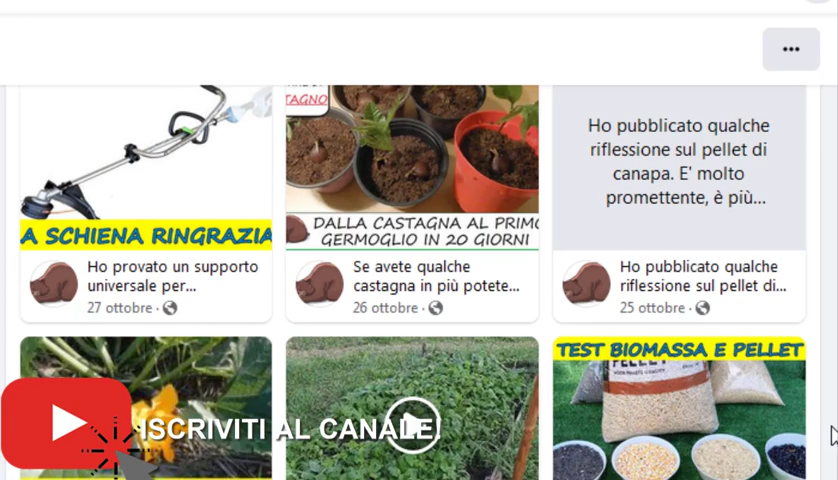 TAGNO
A SCHIENA RINGRAZIA
DALLA CASTAGNA AL PRIMO
GERMOGLIO IN 20 GIORNI
Ho pubblicato qualche
riflessione sul pellet di
canapa. E' molto
promettente, è più...
Ho provato un supporto
universale per...
27 ottobre ·
Se avete qualche
castagna in più potete...
26 ottobre ·
Ho pubblicato qualche
riflessione sul pellet di...
25 ottobre ·
TEST BIOMASSA E PELLET
ISCRIVITI AL CANALE!